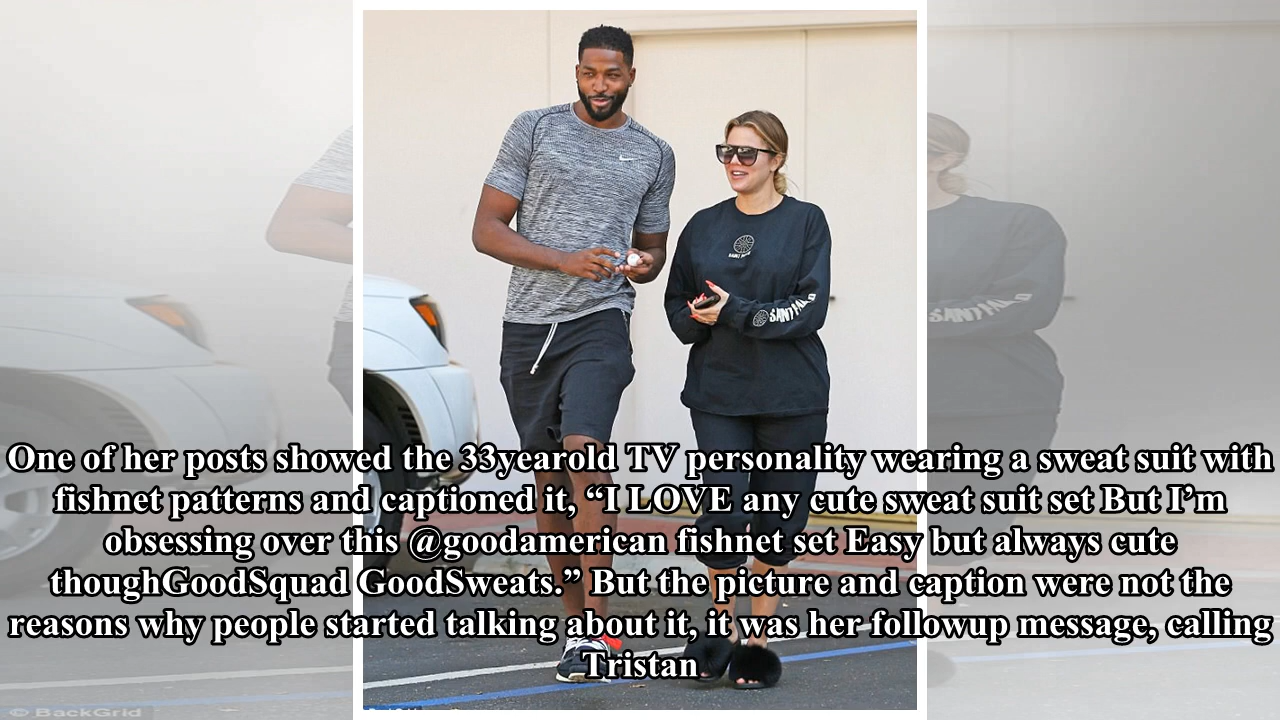 SAINT PABLO
One of her posts showed the 33yearold TV personality wearing a sweat suit with
fishnet patterns and captioned it, “I LOVE any cute sweat suit set But I’m
obsessing over this @goodamerican fishnet set Easy but always cute
thoughGoodSquad GoodSweats.” But the picture and caption were not the
reasons why people started talking about it, it was her followup message, calling
Tristan
© BackGrid